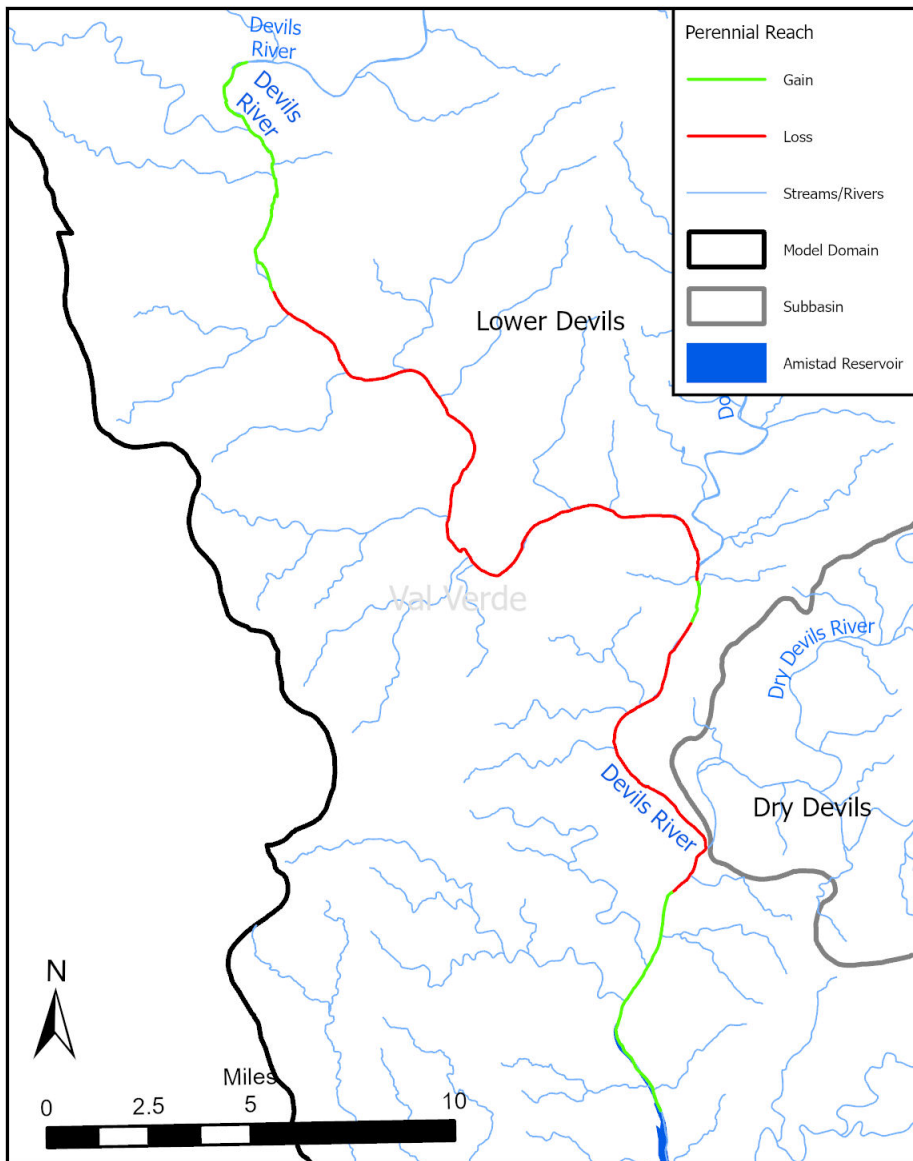 Devils
River
Devils
River
Perennial Reach
Gain
Loss
Streams/Rivers
Model Domain
Subbasin
Amistad Reservoir
Lower Devils
Do
Val Verde
Dry Devils River
Devils River
Dry Devils
N
Miles
0 2.5 5 10